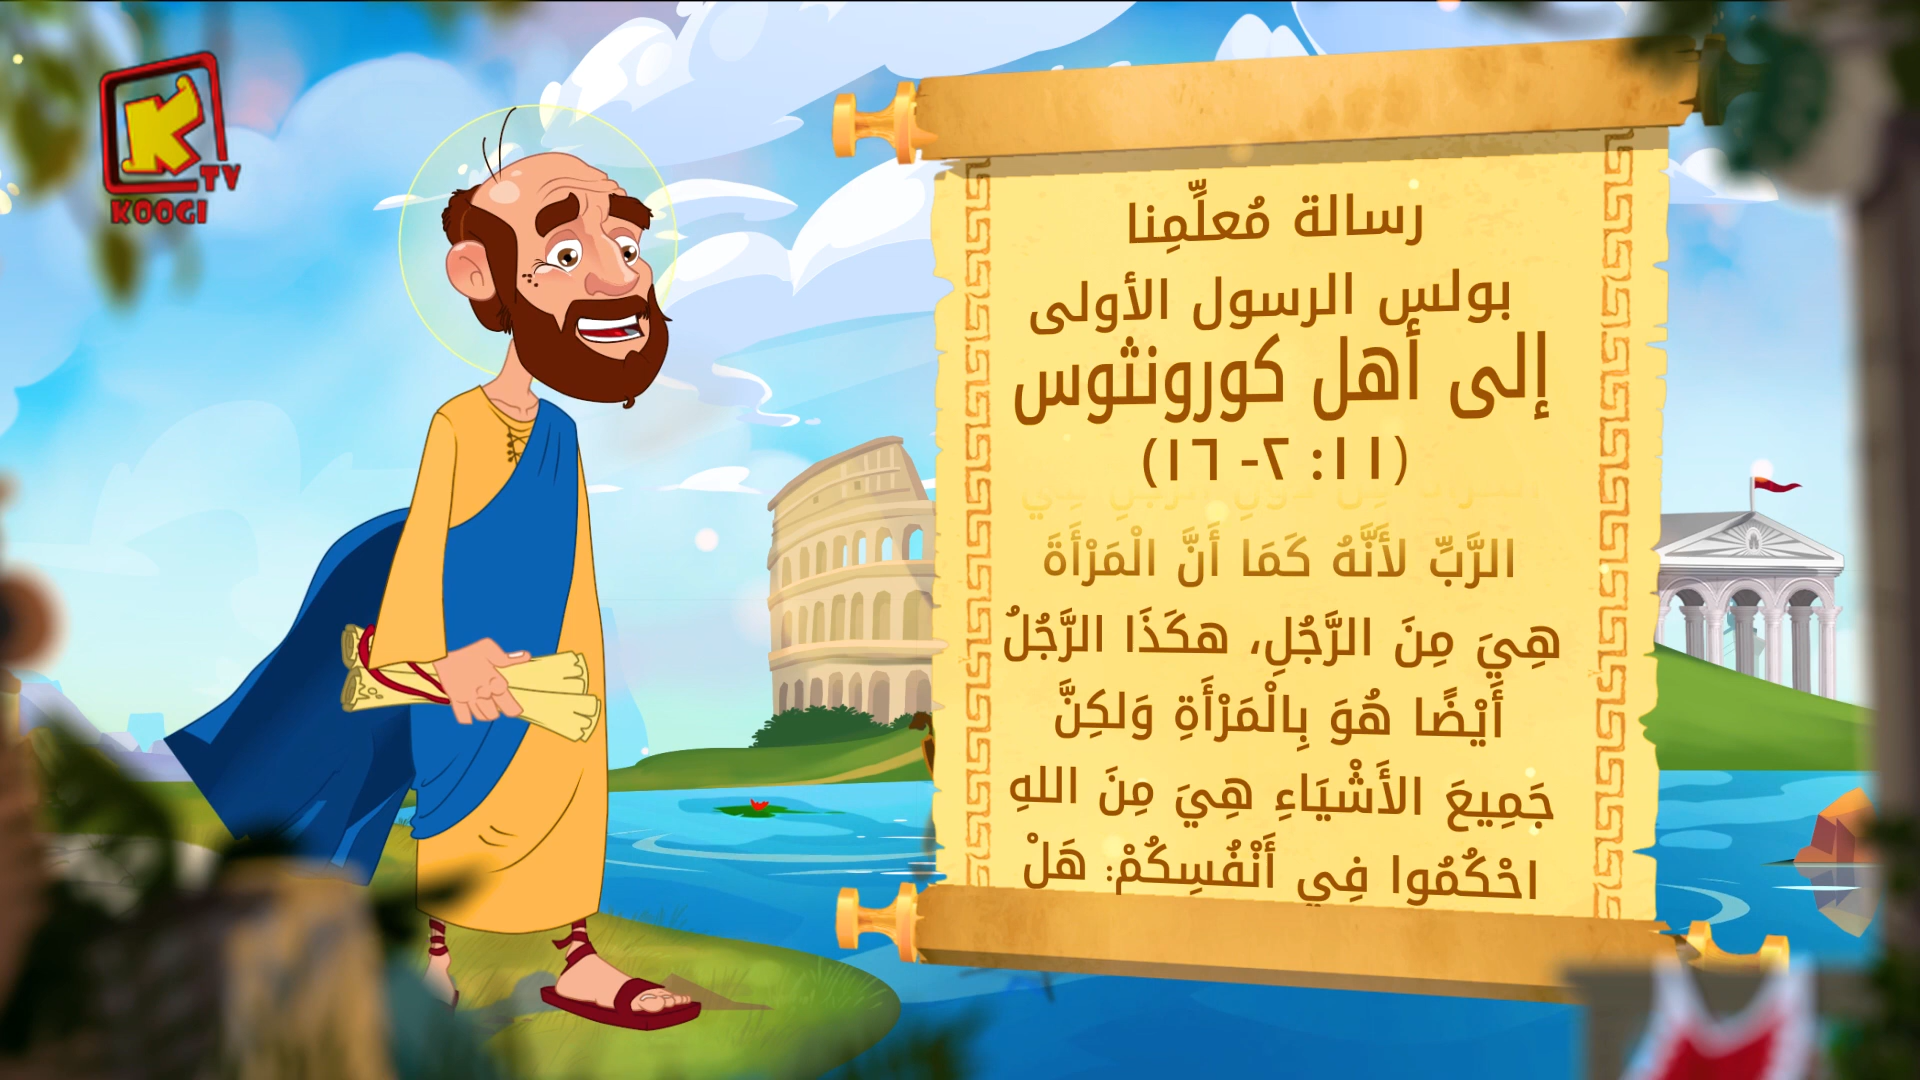 K TV
KOOGI
رسالة مُعلِّمِنا
بولس الرسول الأولى
إلى أهل كورونثوس
(١١: ٢- ١٦)
الرَّبِّ لأَنَّهُ كَمَا أَنَّ الْمَرْأَةَ
هِيَ مِنَ الرَّجُلِ، هكَذَا الرَّجُلُ
أَيْضًا هُوَ بِالْمَرْأَةِ وَلكِنَّ
جَمِيعَ الأَشْيَاءِ هِيَ مِنَ اللهِ
احْكُمُوا فِي أَنْفُسِكُمْ: هَلْ